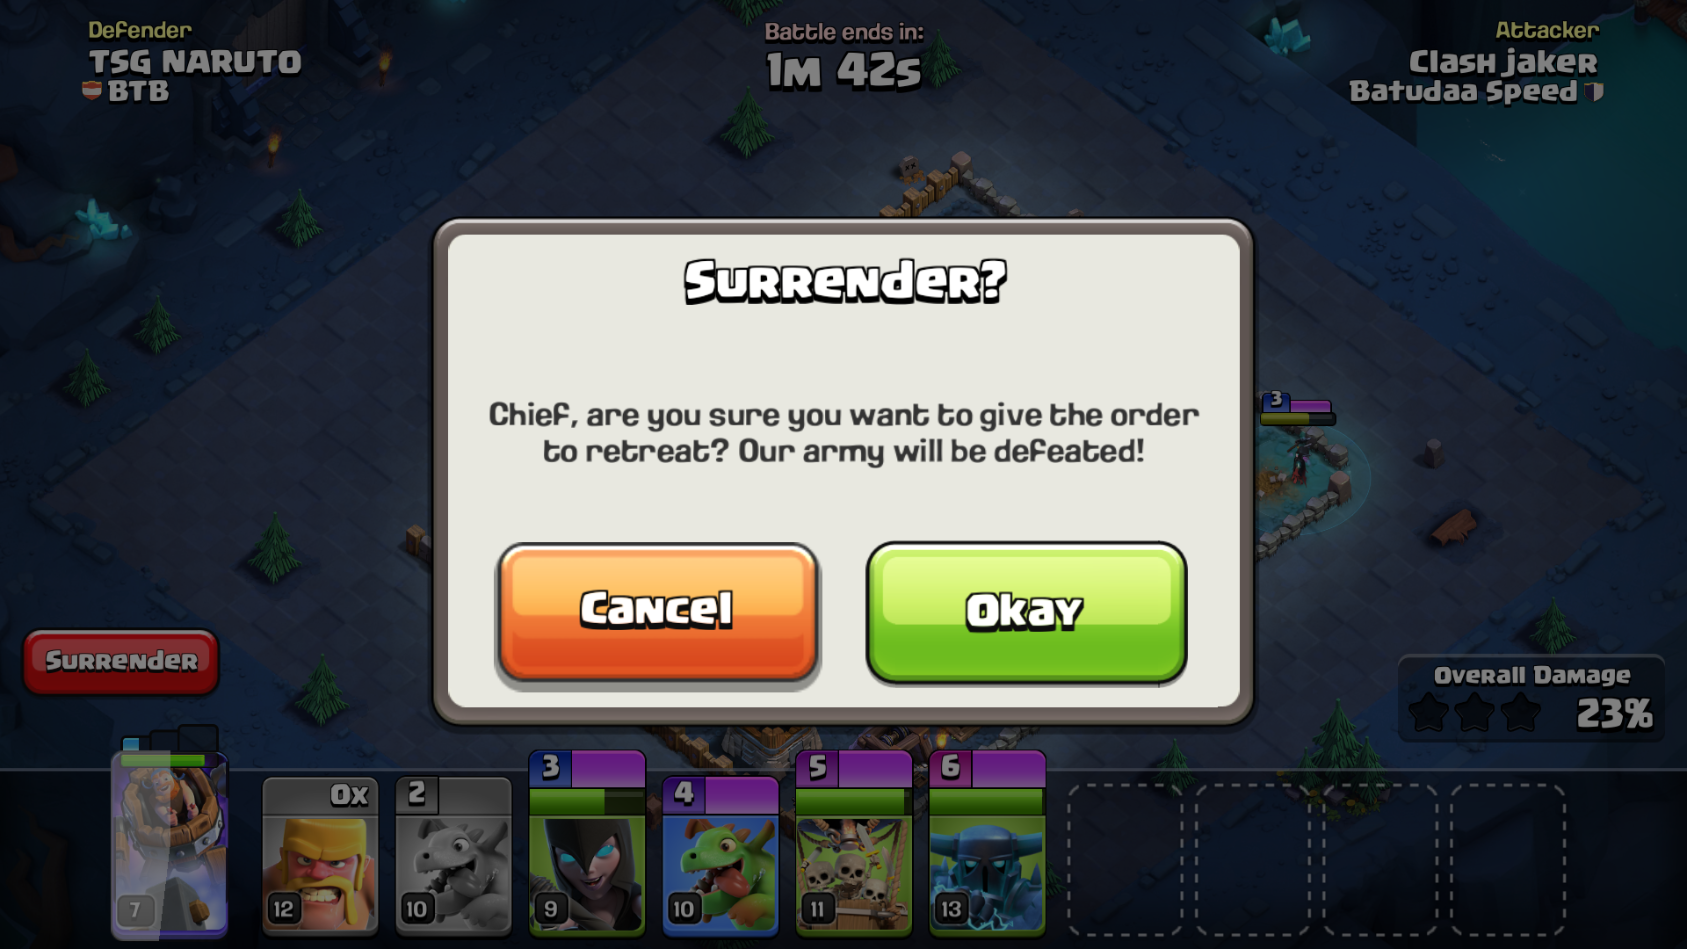 Defender
TSG NARUTO
BTB
Battle ends in:
1M 42s
Attacker
Clash jaker
Batudaa Speed
Surrender?
Chief, are you sure you want to give the order
to retreat? Our army will be defeated!
Cancel
Okay
3
Surrender
Overall Damage
23%
7
0x
12
2
10
3
9
4
10
5
11
6
13